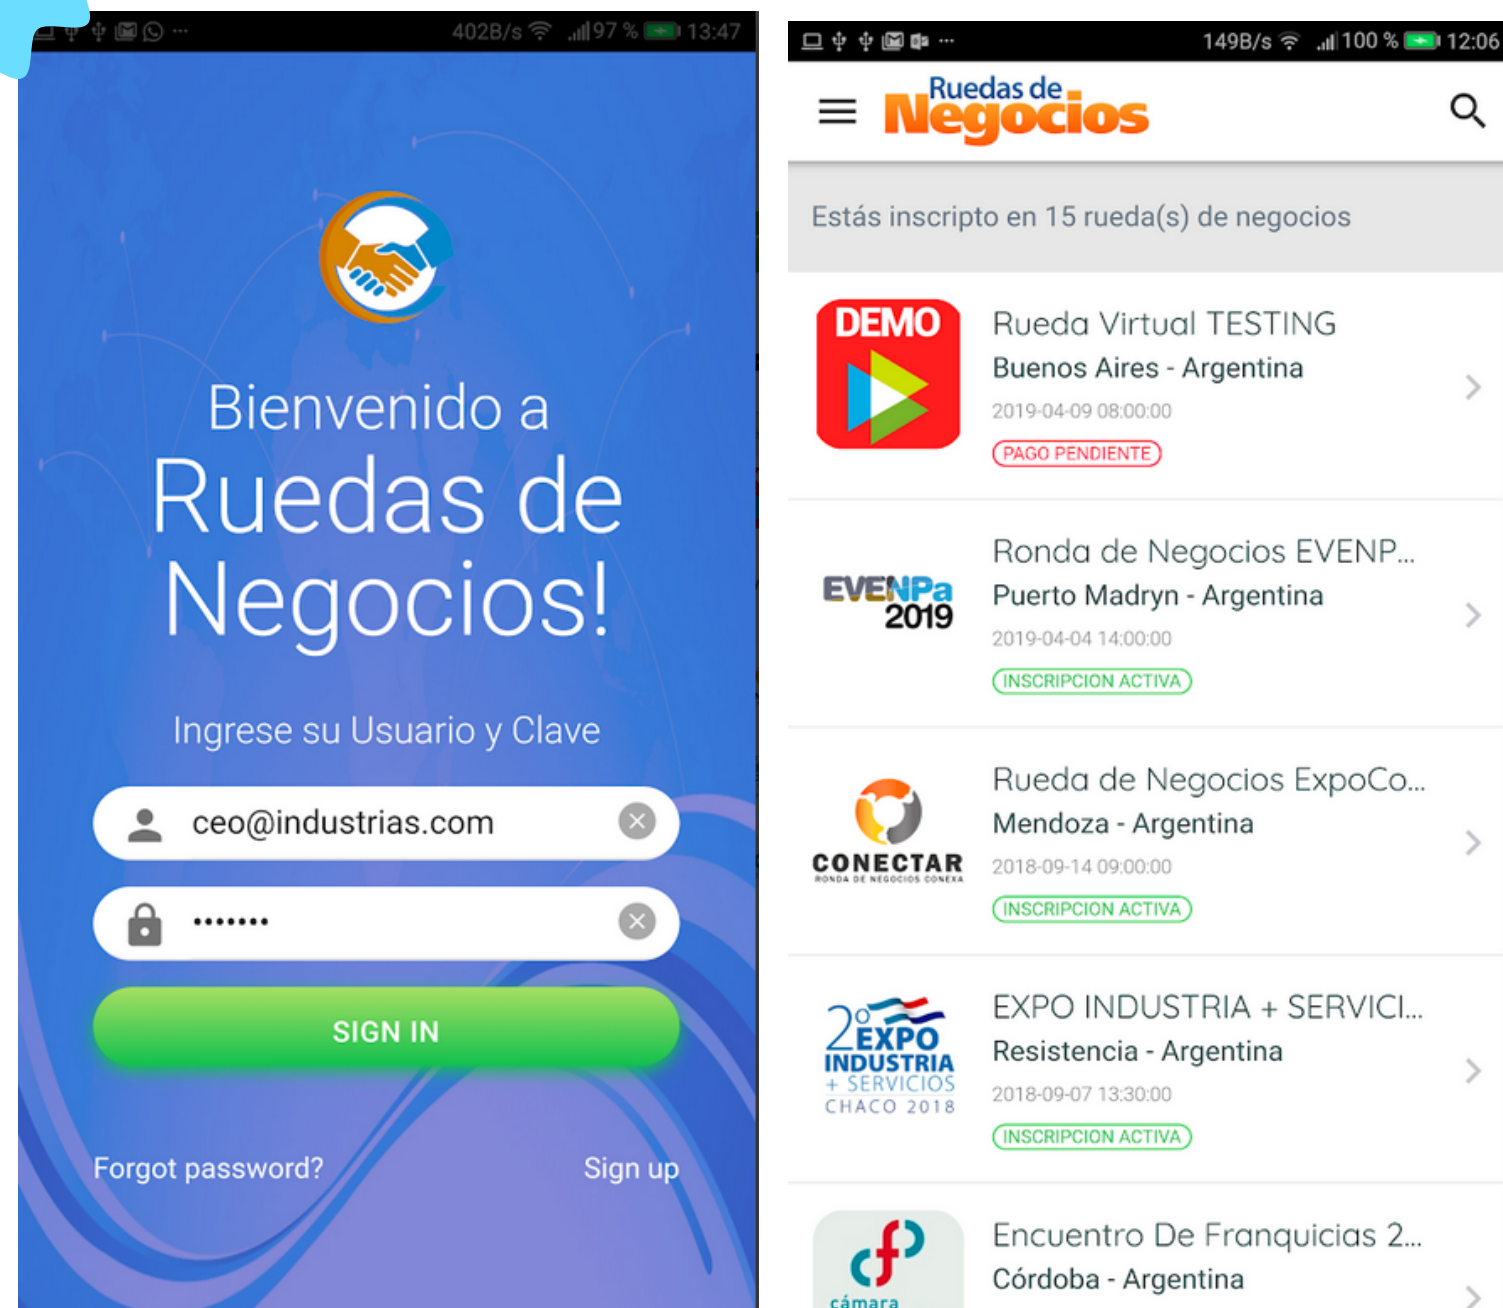 402B/s 97 % 13:47
Bienvenido a
Ruedas de
Negocios!
Ingrese su Usuario y Clave
ceo@industrias.com
•••••••
SIGN IN
Forgot password?
Sign up
149B/s 100 % 12:06
Ruedas de
Negocios
Estás inscripto en 15 rueda(s) de negocios
DEMO
Rueda Virtual TESTING
Buenos Aires - Argentina
2019-04-09 08:00:00
PAGO PENDIENTE
EVENPa
2019
Ronda de Negocios EVENP...
Puerto Madryn - Argentina
2019-04-04 14:00:00
INSCRIPCION ACTIVA
CONECTAR
RONDA DE NEGOCIOS CONEXA
Rueda de Negocios ExpoCo...
Mendoza - Argentina
2018-09-14 09:00:00
INSCRIPCION ACTIVA
2º EXPO
INDUSTRIA
+ SERVICIOS
CHACO 2018
EXPO INDUSTRIA + SERVICI...
Resistencia - Argentina
2018-09-07 13:30:00
INSCRIPCION ACTIVA
cf
cámara
Encuentro De Franquicias 2...
Córdoba - Argentina